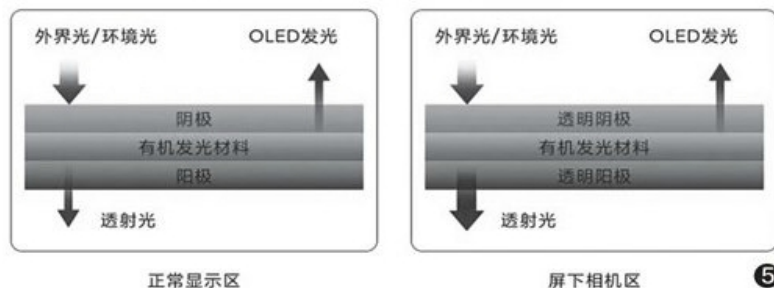 外界光/环境光 OLED发光
阴极
有机发光材料
阳极
透射光
正常显示区
外界光/环境光 OLED发光
透明阴极
有机发光材料
透明阳极
透射光
屏下相机区
5